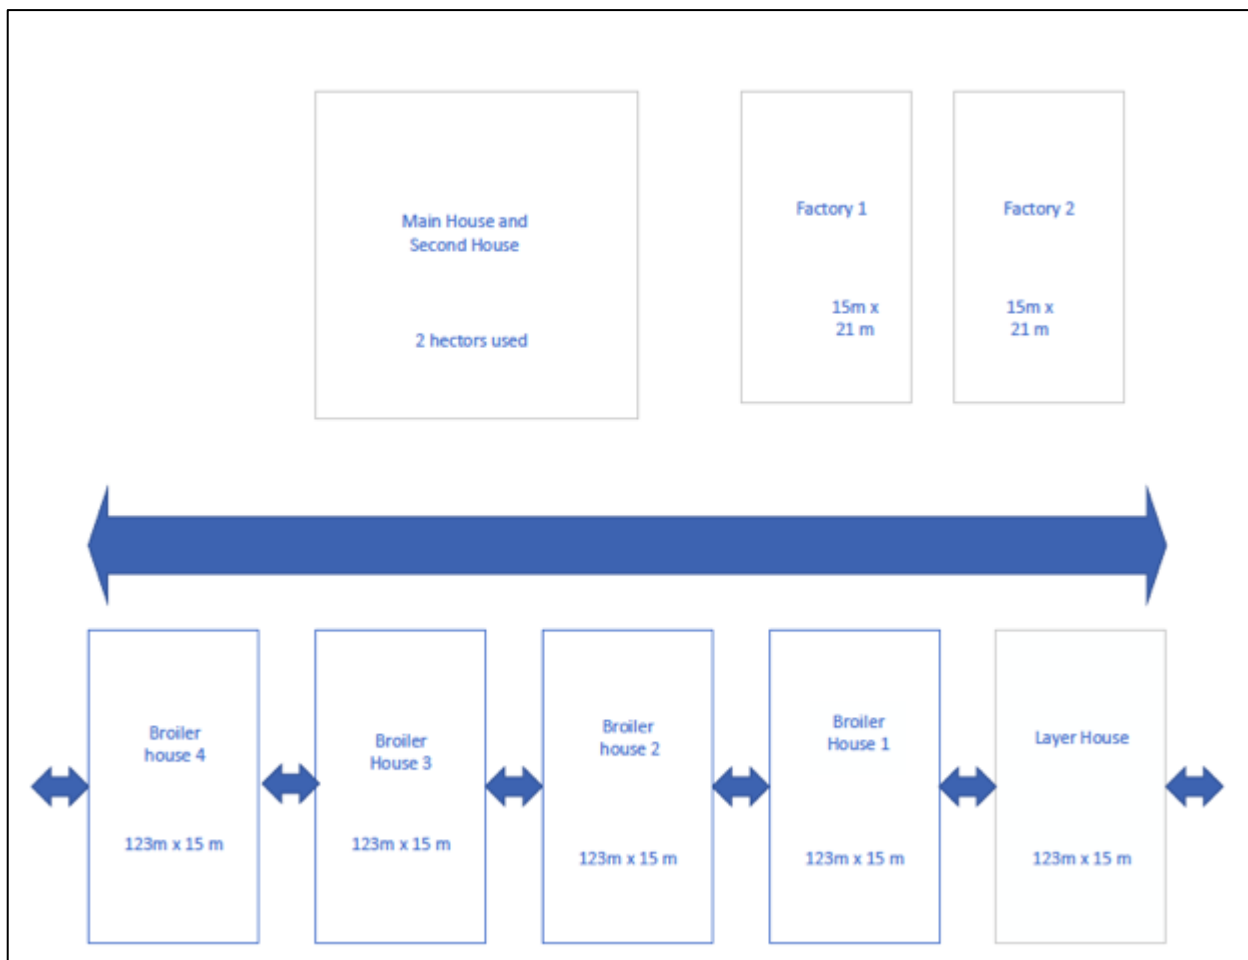 Main House and
Second House
2 hectors used
Factory 1
15m x
21 m
Factory 2
15m x
21 m
Broiler
house 4
123m x 15 m
Broiler
House 3
123m x 15 m
Broiler
house 2
123m x 15 m
Broiler
House 1
123m x 15 m
Layer House
123m x 15 m